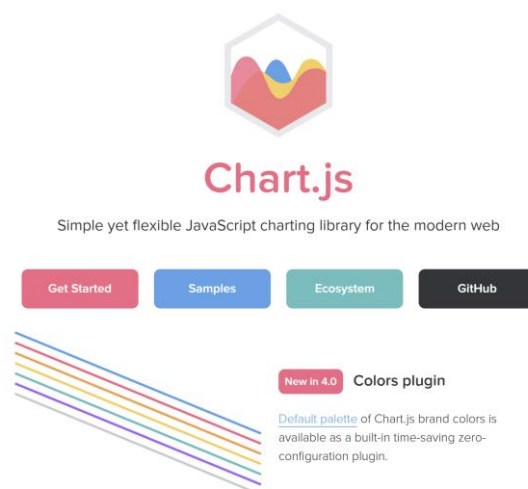 Chart.js
Simple yet flexible JavaScript charting library for the modern web
Get Started
Samples
Ecosystem
GitHub
New in 4.0
Colors plugin
Default palette of Chart.js brand colors is
available as a built-in time-saving zero-
configuration plugin.